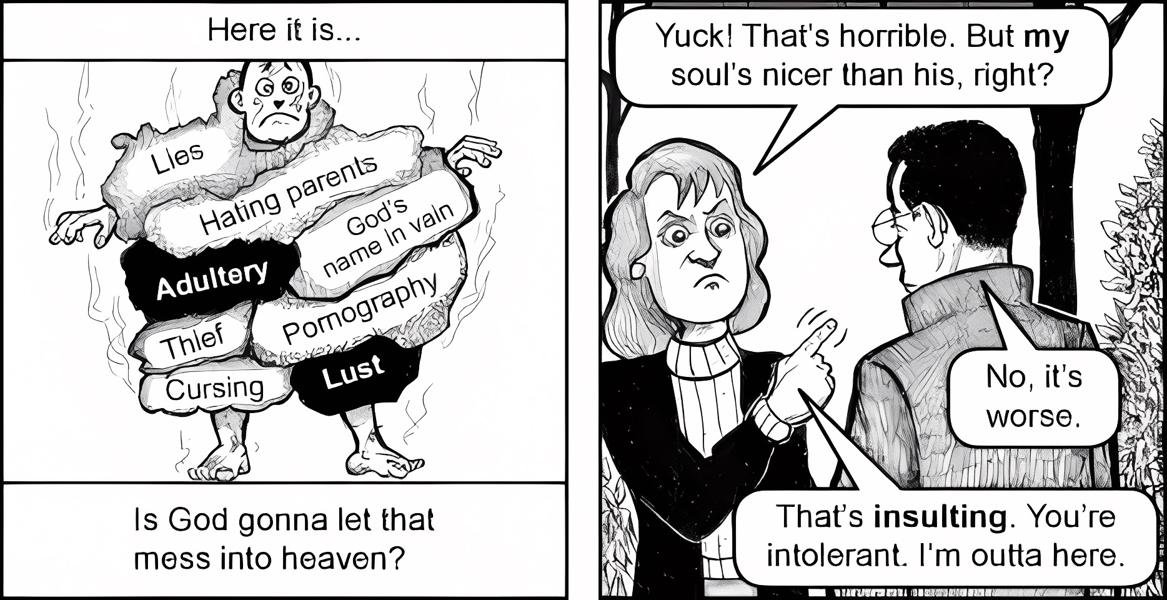 Here it is...
Lies
Hating parents
God's
name in vain
Adultery
Pornography
Thief
Lust
Cursing
Is God gonna let that
mess into heaven?
Yuck! That's horrible. But my
soul's nicer than his, right?
No, it's
worse.
That's insulting. You're
intolerant. I'm outta here.